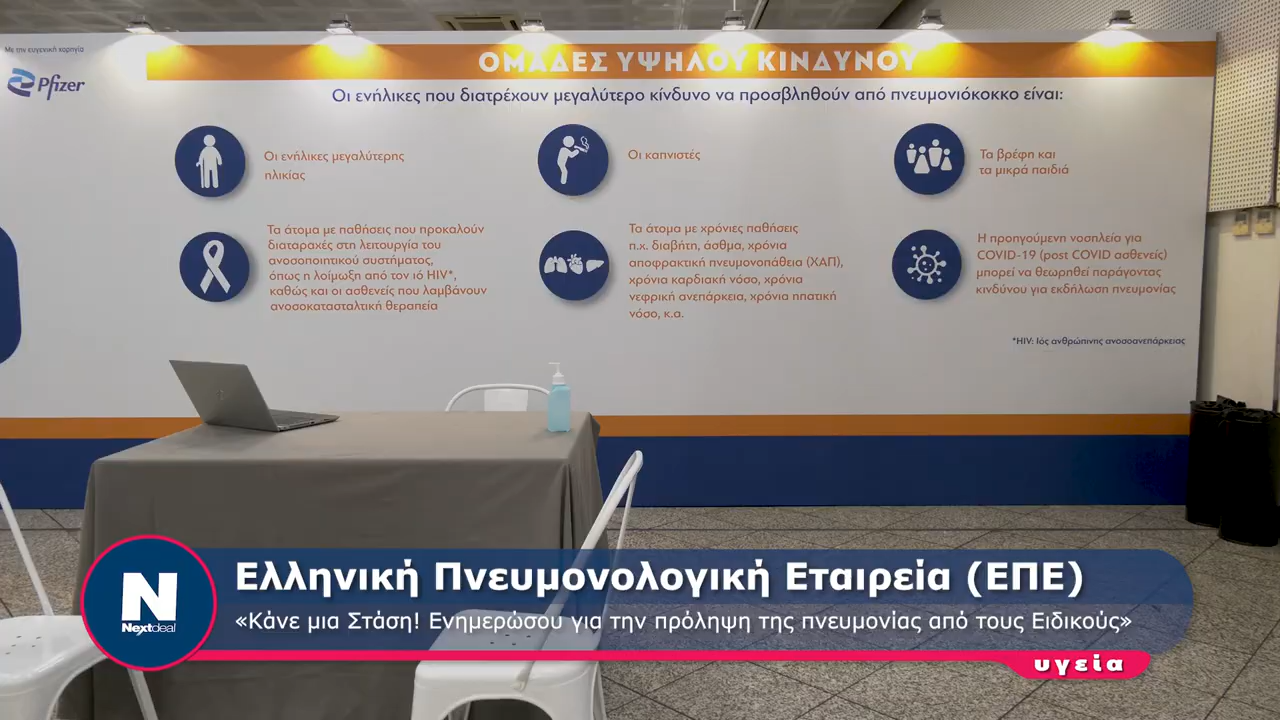 Με την ευγενική χορηγία
Pfizer
ΟΜΑΔΕΣ ΥΨΗΛΟΥ ΚΙΝΔΥΝΟΥ
Οι ενήλικες που διατρέχουν μεγαλύτερο κίνδυνο να προσβληθούν από πνευμονιόκοκκο είναι:
Οι ενήλικες μεγαλύτερης
ηλικίας
Οι καπνιστές
Τα βρέφη και
τα μικρά παιδιά
Τα άτομα με παθήσεις που προκαλούν
διαταραχές στη λειτουργία του
ανοσοποιητικού συστήματος,
όπως η λοίμωξη από τον ιό HIV*,
καθώς και οι ασθενείς που λαμβάνουν
ανοσοκατασταλτική θεραπεία
Τα άτομα με χρόνιες παθήσεις
π.χ. διαβήτη, άσθμα, χρόνια
αποφρακτική πνευμονοπάθεια (ΧΑΠ),
χρόνια καρδιακή νόσο, χρόνια
νεφρική ανεπάρκεια, χρόνια ηπατική
νόσο, κ.α.
Η προηγούμενη νοσηλεία για
COVID-19 (post COVID ασθενείς)
μπορεί να θεωρηθεί παράγοντας
κινδύνου για εκδήλωση πνευμονίας
*HIV: Ιός ανθρώπινης ανοσοανεπάρκειας
N
Nextdeal
Ελληνική Πνευμονολογική Εταιρεία (ΕΠΕ)
«Κάνε μια Στάση! Ενημερώσου για την πρόληψη της πνευμονίας από τους Ειδικούς»
υγεία